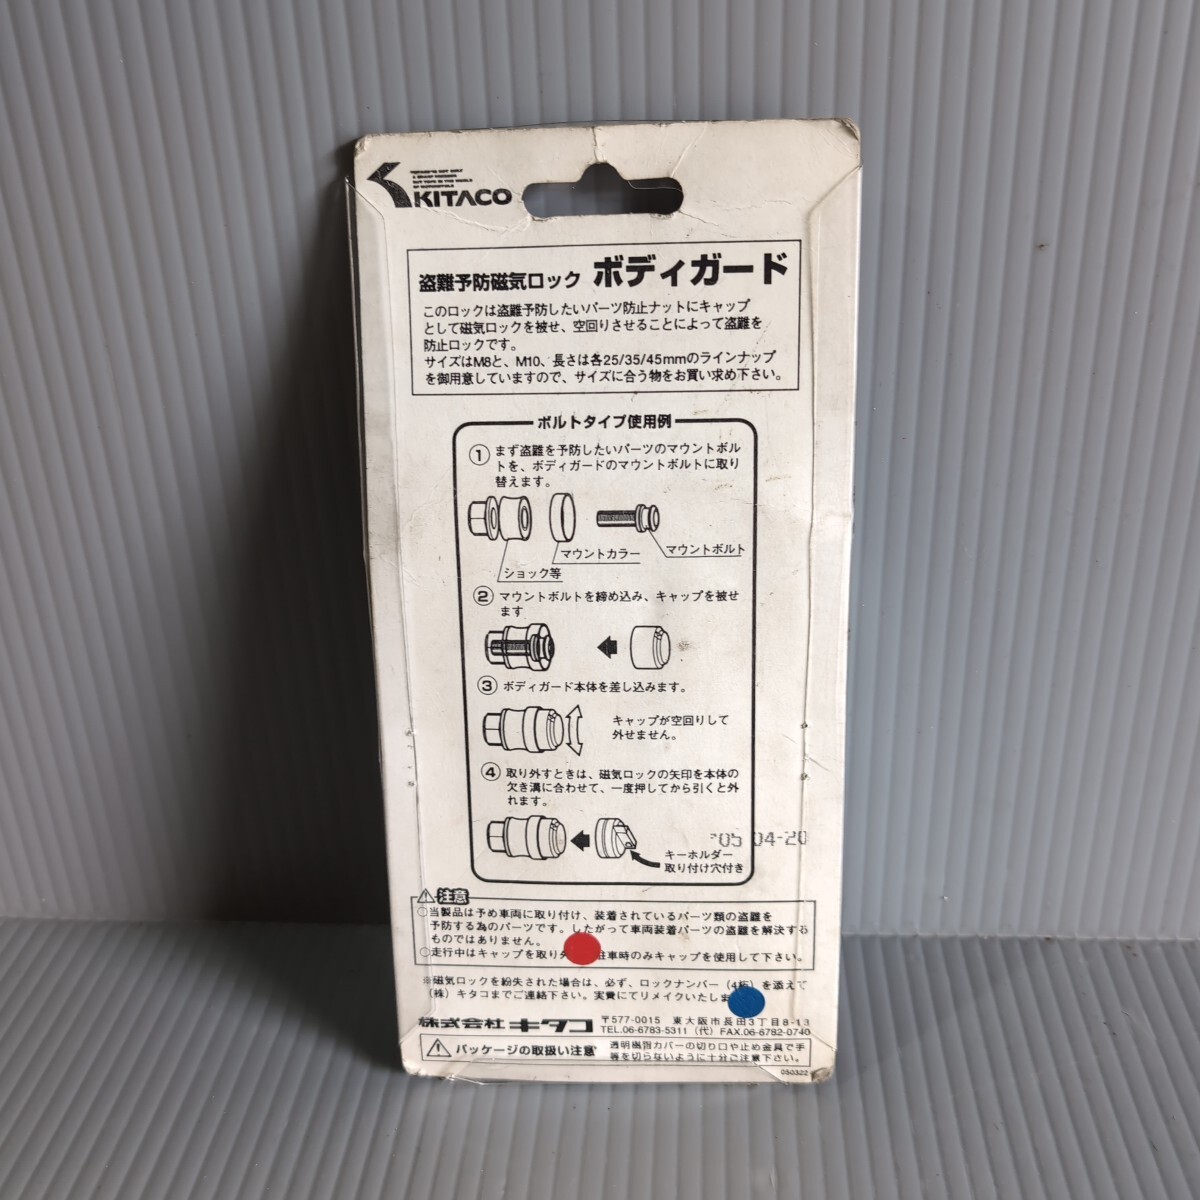 KITACO
盗難予防磁気ロック ボディガード
このロックは盗難予防したいパーツ防止ナットにキャップ
として磁気ロックを被せ、空回りさせることによって盗難を
防止ロックです。
サイズはM8と、M10、長さは各25/35/45mmのラインナップ
を御用意していますので、サイズに合う物をお買い求め下さい。
ボルトタイプ使用例
① まず盗難を予防したいパーツのマウントボル
トを、ボディガードのマウントボルトに取り
替えます。
マウントカラー
マウントボルト
ショック等
② マウントボルトを締め込み、キャップを被せ
ます
③ ボディガード本体を差し込みます。
キャップが空回りして
外せません。
④ 取り外すときは、磁気ロックの矢印を本体の
欠き溝に合わせて、一度押してから引くと外
れます。
'05 04-20
キーホルダー
取り付け穴付き
注意
○当製品は予め車両に取り付け、装着されているパーツ類の盗難を
予防する為のパーツです。したがって車両装着パーツの盗難を解決する
ものではありません。
○走行中はキャップを取り外 駐車時のみキャップを使用して下さい。
※磁気ロックを紛失された場合は、必ず、ロックナンバー（4桁）を添えて
（株）キタコまでご連絡下さい。実費にてリメイクいたしま
株式会社 キタコ
〒577-0015 東大阪市長田3丁目8-13
TEL.06-6783-5311（代）FAX.06-6782-0740
パッケージの取扱い注意
透明樹脂カバーの切り口や止め金具で手
等を切らないように十分ご注意下さい。
050322